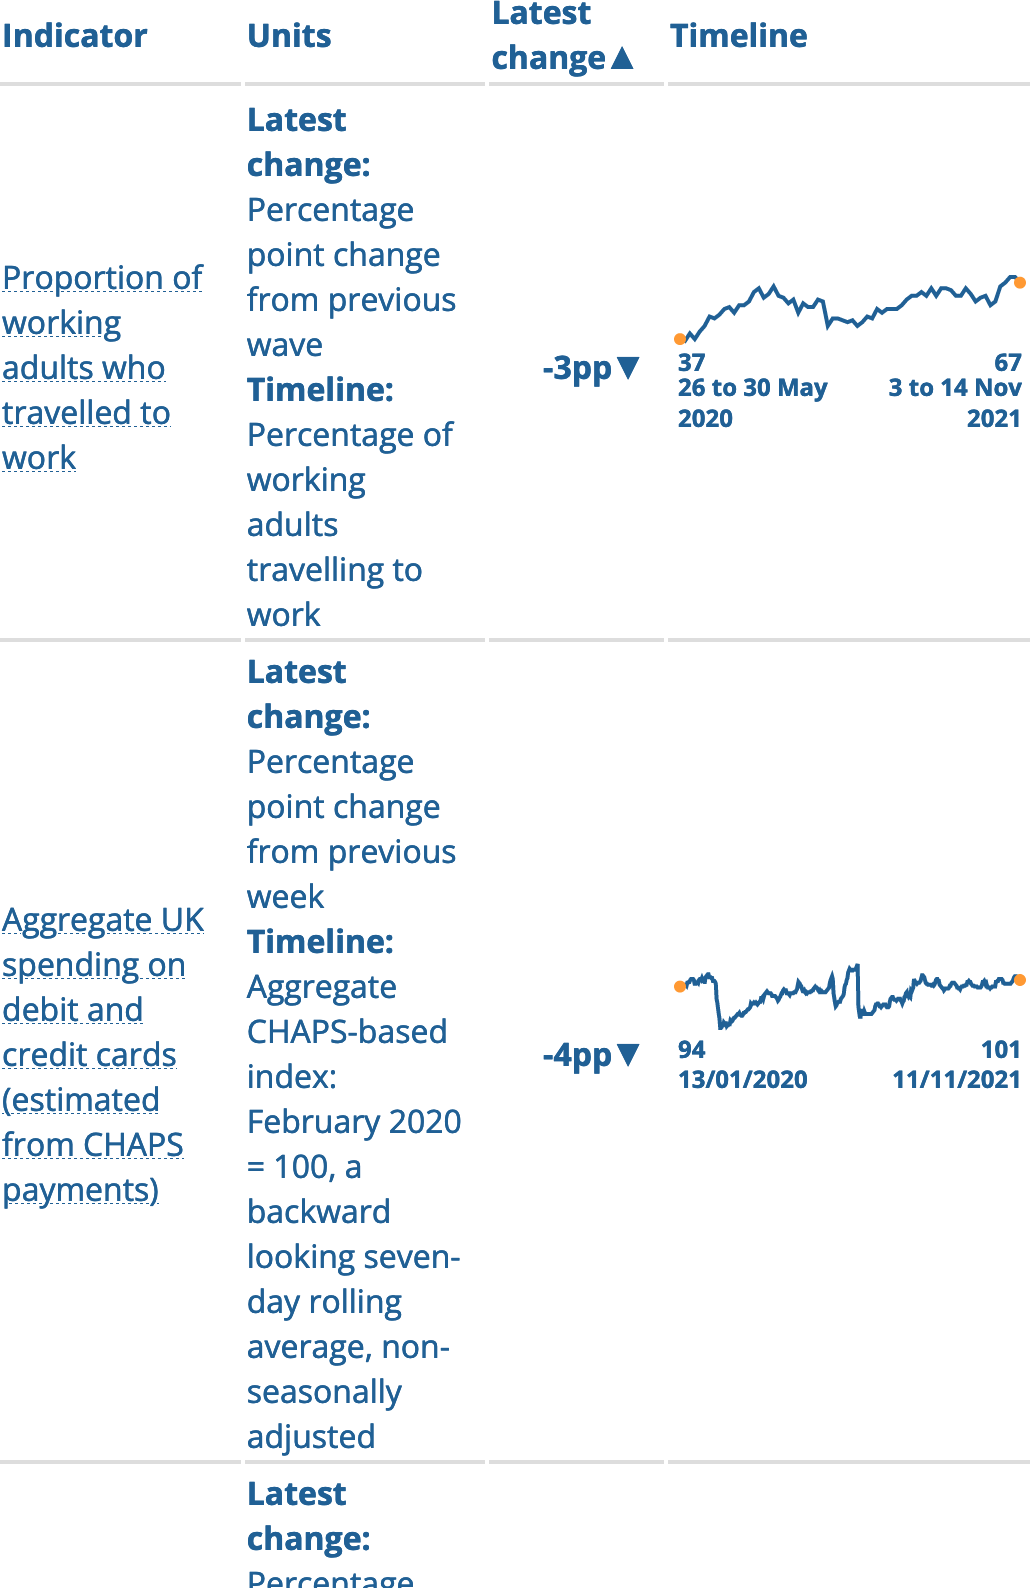 Indicator
Units
Latest
change▲
Timeline
Proportion of
working
adults who
travelled to
work
Latest
change:
Percentage
point change
from previous
wave
Timeline:
Percentage of
working
adults
travelling to
work
-3pp▼
37
26 to 30 May
2020
67
3 to 14 Nov
2021
Aggregate UK
spending on
debit and
credit cards
(estimated
from CHAPS
payments)
Latest
change:
Percentage
point change
from previous
week
Timeline:
Aggregate
CHAPS-based
index:
February 2020
= 100, a
backward
looking seven-
day rolling
average, non-
seasonally
adjusted
-4pp▼
94
13/01/2020
101
11/11/2021
Latest
change:
Percentage